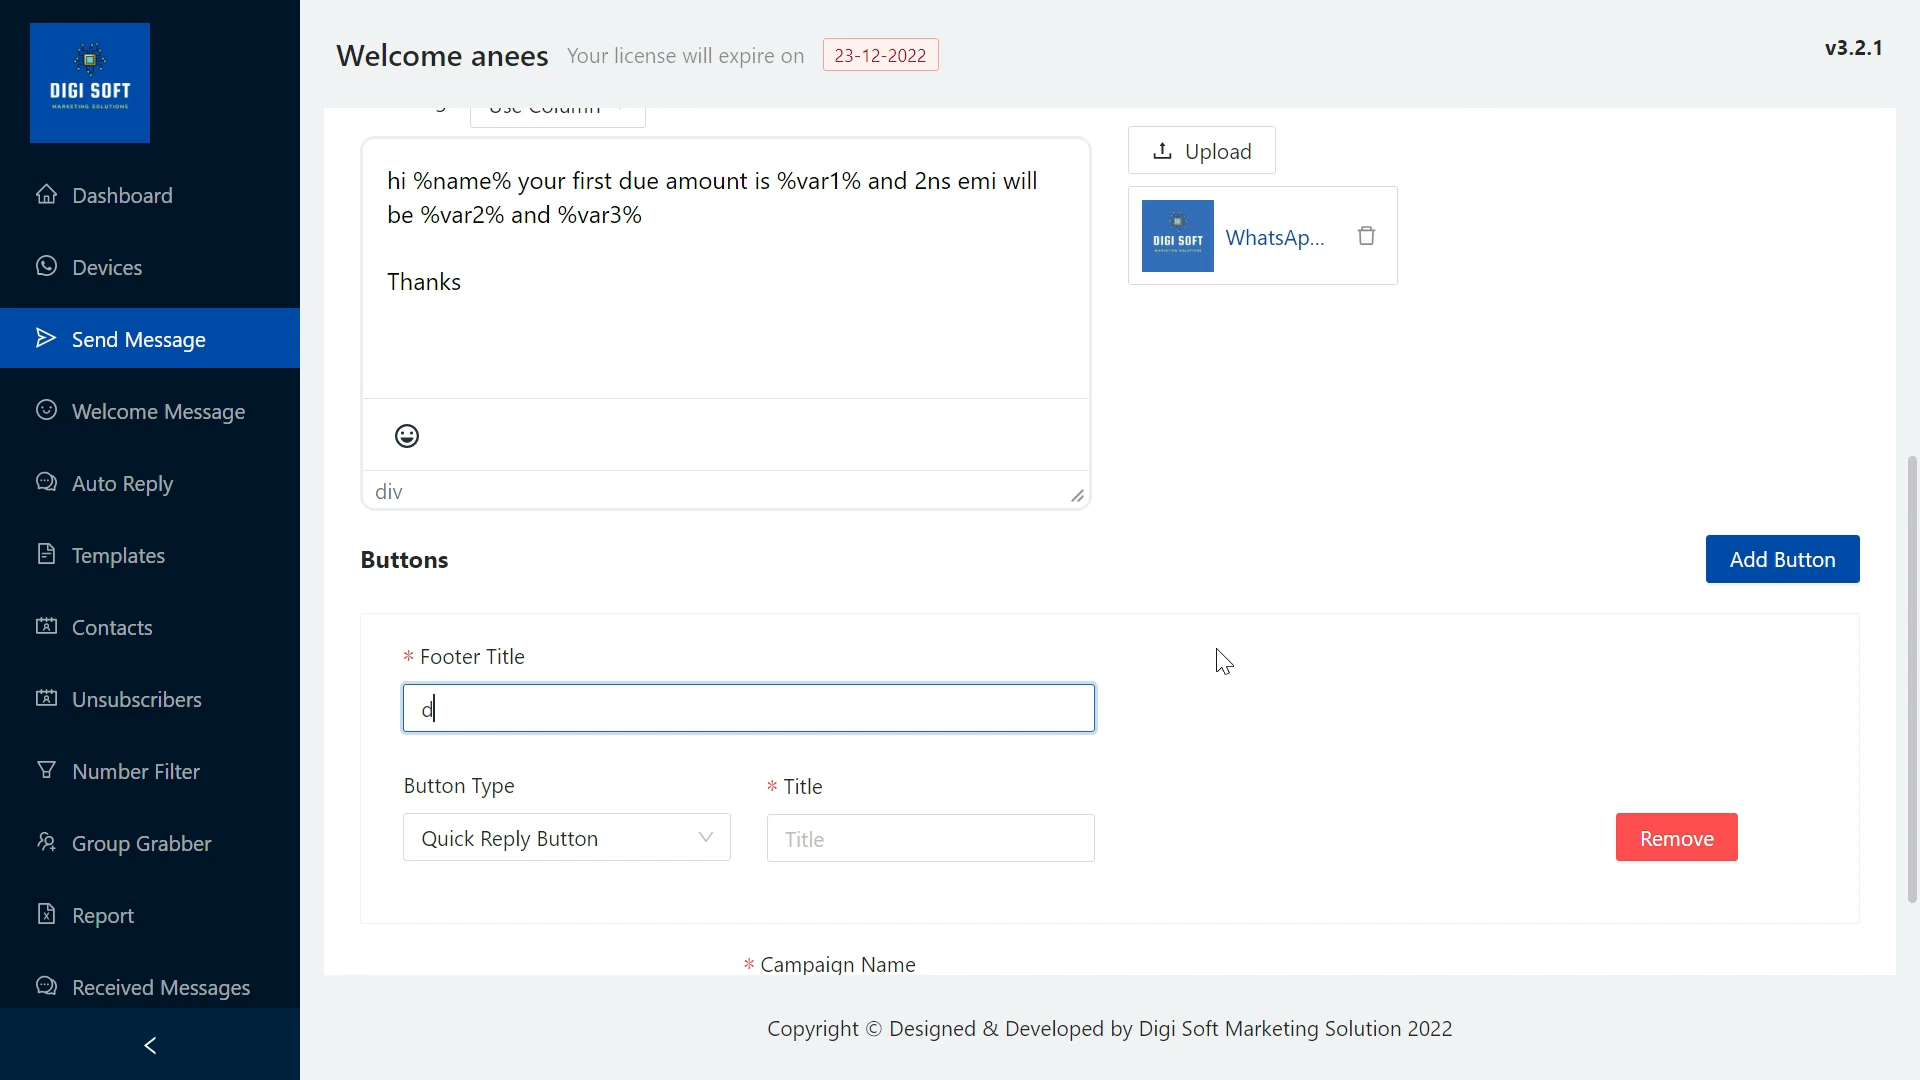 DIGI SOFT
MARKETING SOLUTIONS
Welcome anees
Your license will expire on
23-12-2022
v3.2.1
Dashboard
Devices
Send Message
Welcome Message
Auto Reply
Templates
Contacts
Unsubscribers
Number Filter
Group Grabber
Report
Received Messages
Use Column
hi %name% your first due amount is %var1% and 2ns emi will
be %var2% and %var3%
Thanks
div
Upload
DIGI SOFT
WhatsAp...
Buttons
Add Button
* Footer Title
d
Button Type
* Title
Quick Reply Button
Title
Remove
* Campaign Name
Copyright © Designed & Developed by Digi Soft Marketing Solution 2022